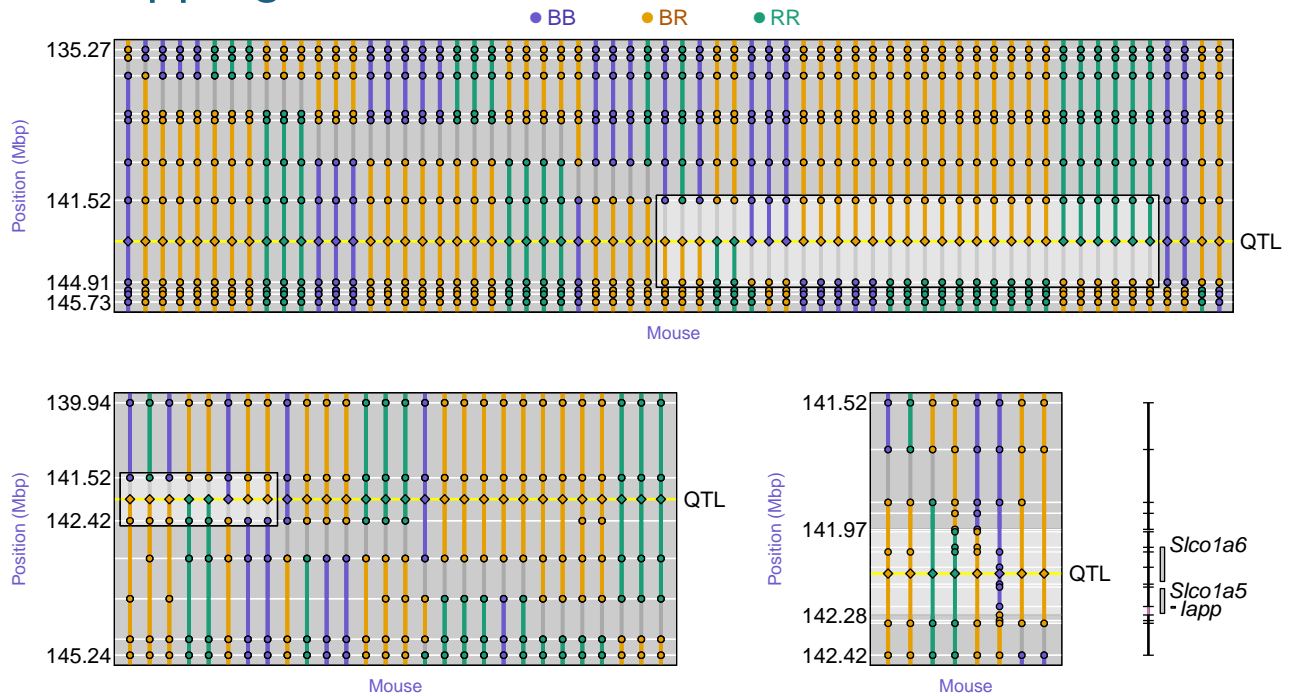 BB BR RR
135.27
141.52
144.91
145.73
Position (Mbp)
QTL
Mouse
139.94
141.52
142.42
145.24
Position (Mbp)
QTL
Mouse
141.52
141.97
142.28
142.42
Position (Mbp)
QTL
Mouse
Slco1a6
Slco1a5
Iapp